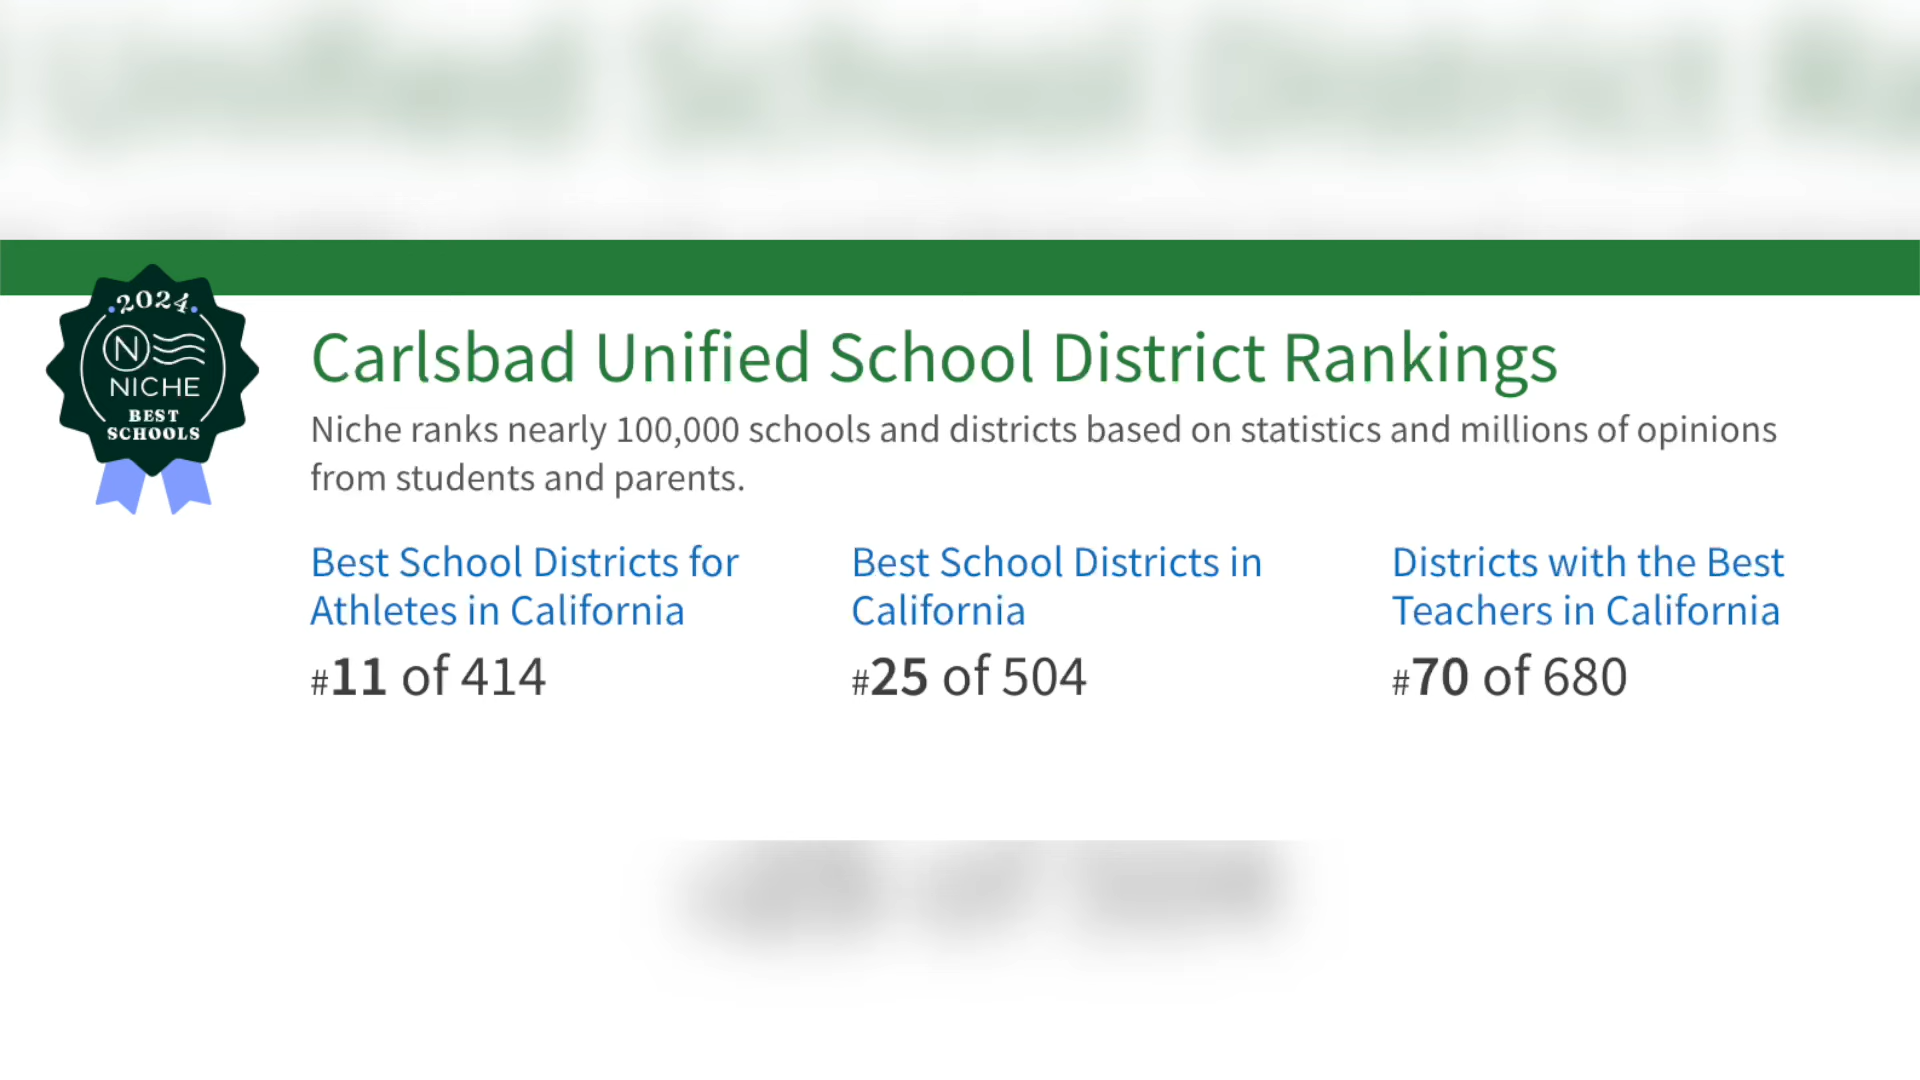 2024
N
NICHE
BEST
SCHOOLS
Carlsbad Unified School District Rankings
Niche ranks nearly 100,000 schools and districts based on statistics and millions of opinions
from students and parents.
Best School Districts for
Athletes in California
#11 of 414
Best School Districts in
California
#25 of 504
Districts with the Best
Teachers in California
#70 of 680